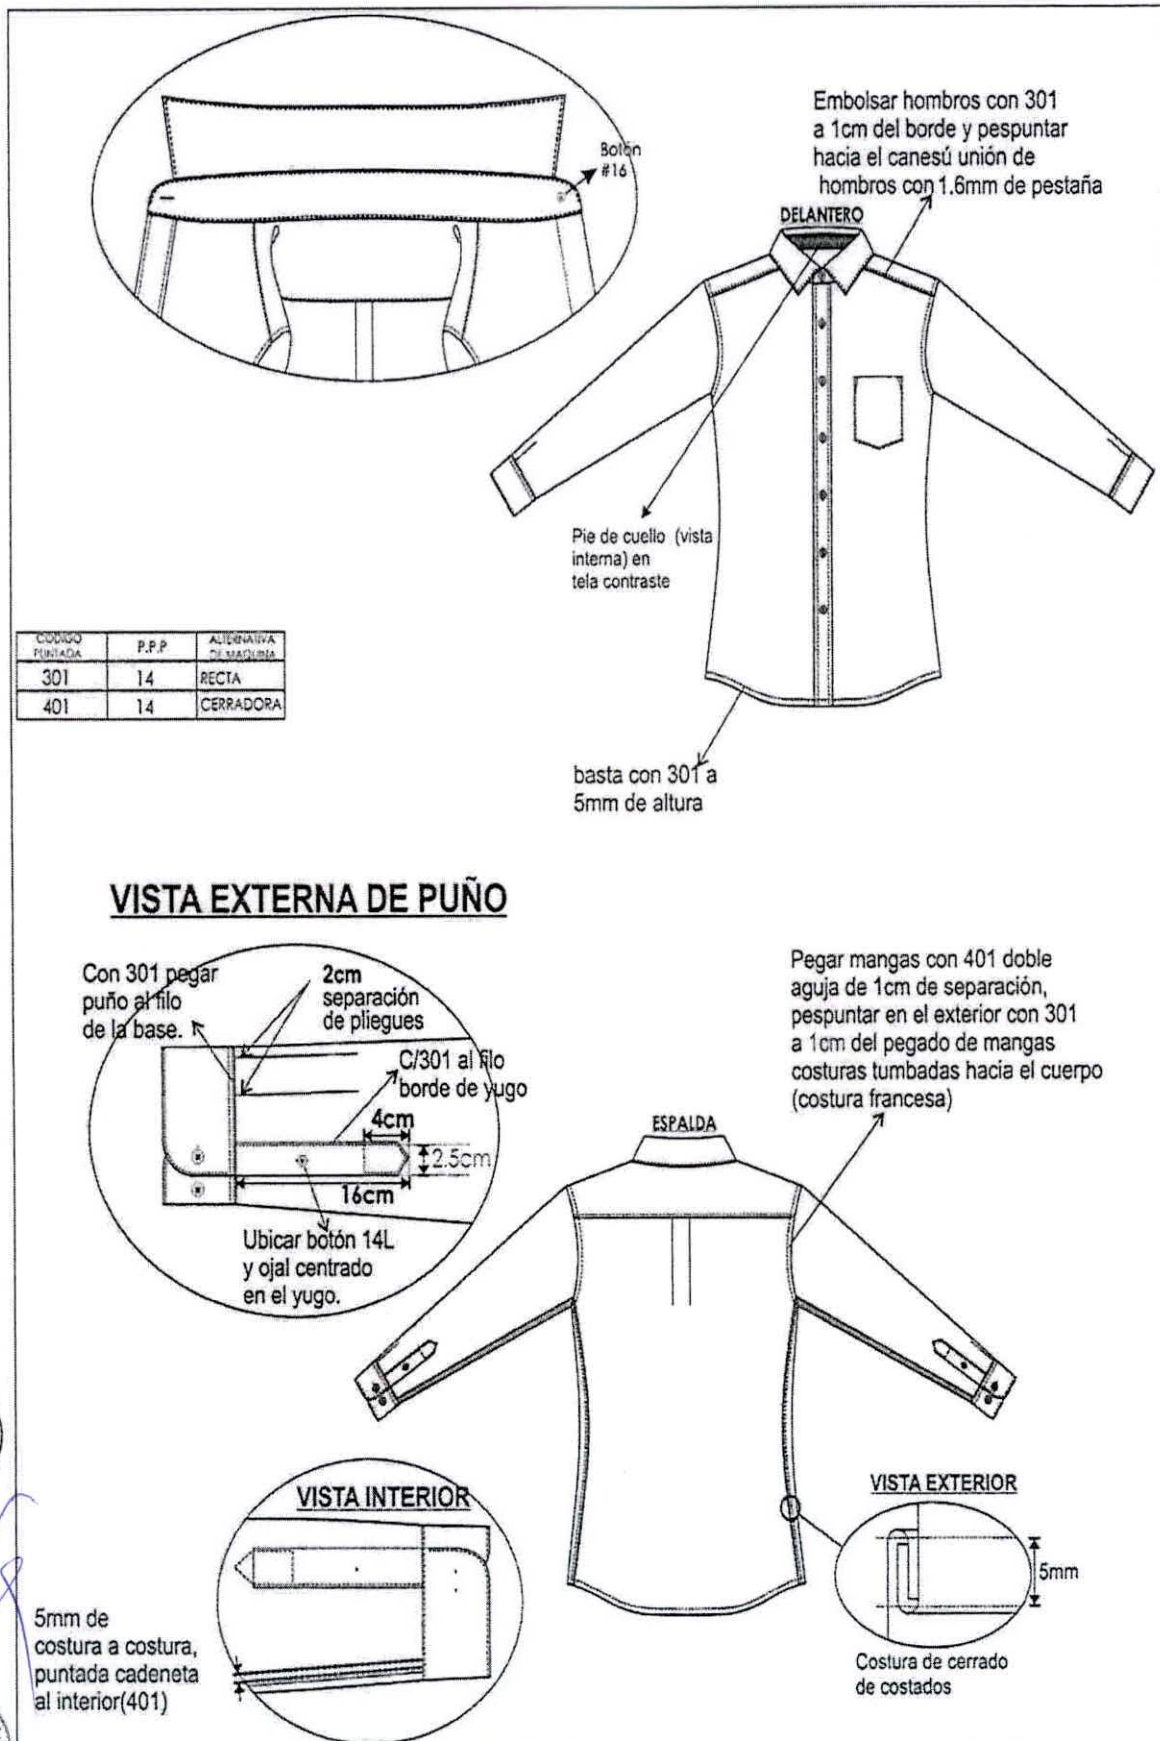 Botón
#16
Embolsar hombros con 301
a 1cm del borde y pespuntar
hacia el canesú unión de
hombros con 1.6mm de pestaña
DELANTERO
Pie de cuello (vista
interna) en
tela contraste
CODIGO PUNTADA P.P.P ALTERNATIVA DE MAQUINA
301 14 RECTA
401 14 CERRADORA
basta con 301 a
5mm de altura
VISTA EXTERNA DE PUÑO
Con 301 pegar
puño al filo
de la base.
2cm
separación
de pliegues
C/301 al filo
borde de yugo
4cm
2.5cm
16cm
Ubicar botón 14L
y ojal centrado
en el yugo.
Pegar mangas con 401 doble
aguja de 1cm de separación,
pespuntar en el exterior con 301
a 1cm del pegado de mangas
costuras tumbadas hacia el cuerpo
(costura francesa)
ESPALDA
VISTA INTERIOR
5mm de
costura a costura,
puntada cadeneta
al interior(401)
VISTA EXTERIOR
5mm
Costura de cerrado
de costados